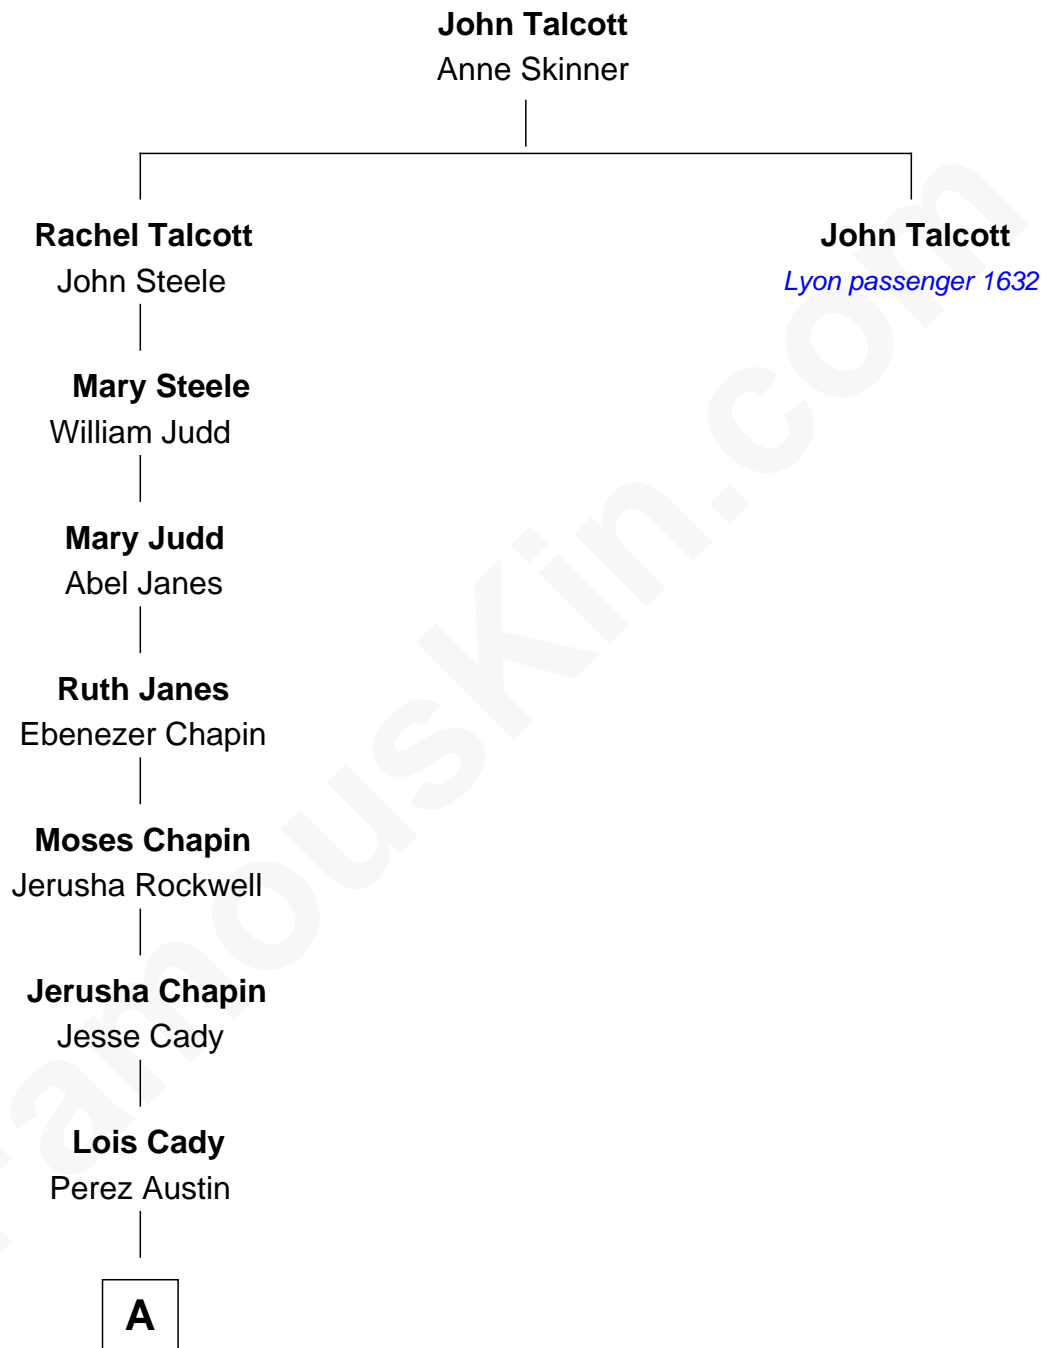 John Talcott
Anne Skinner
Rachel Talcott
John Steele
John Talcott
Lyon passenger 1632
Mary Steele
William Judd
Mary Judd
Abel Janes
Ruth Janes
Ebenezer Chapin
Moses Chapin
Jerusha Rockwell
Jerusha Chapin
Jesse Cady
Lois Cady
Perez Austin
A
FamousKin.com